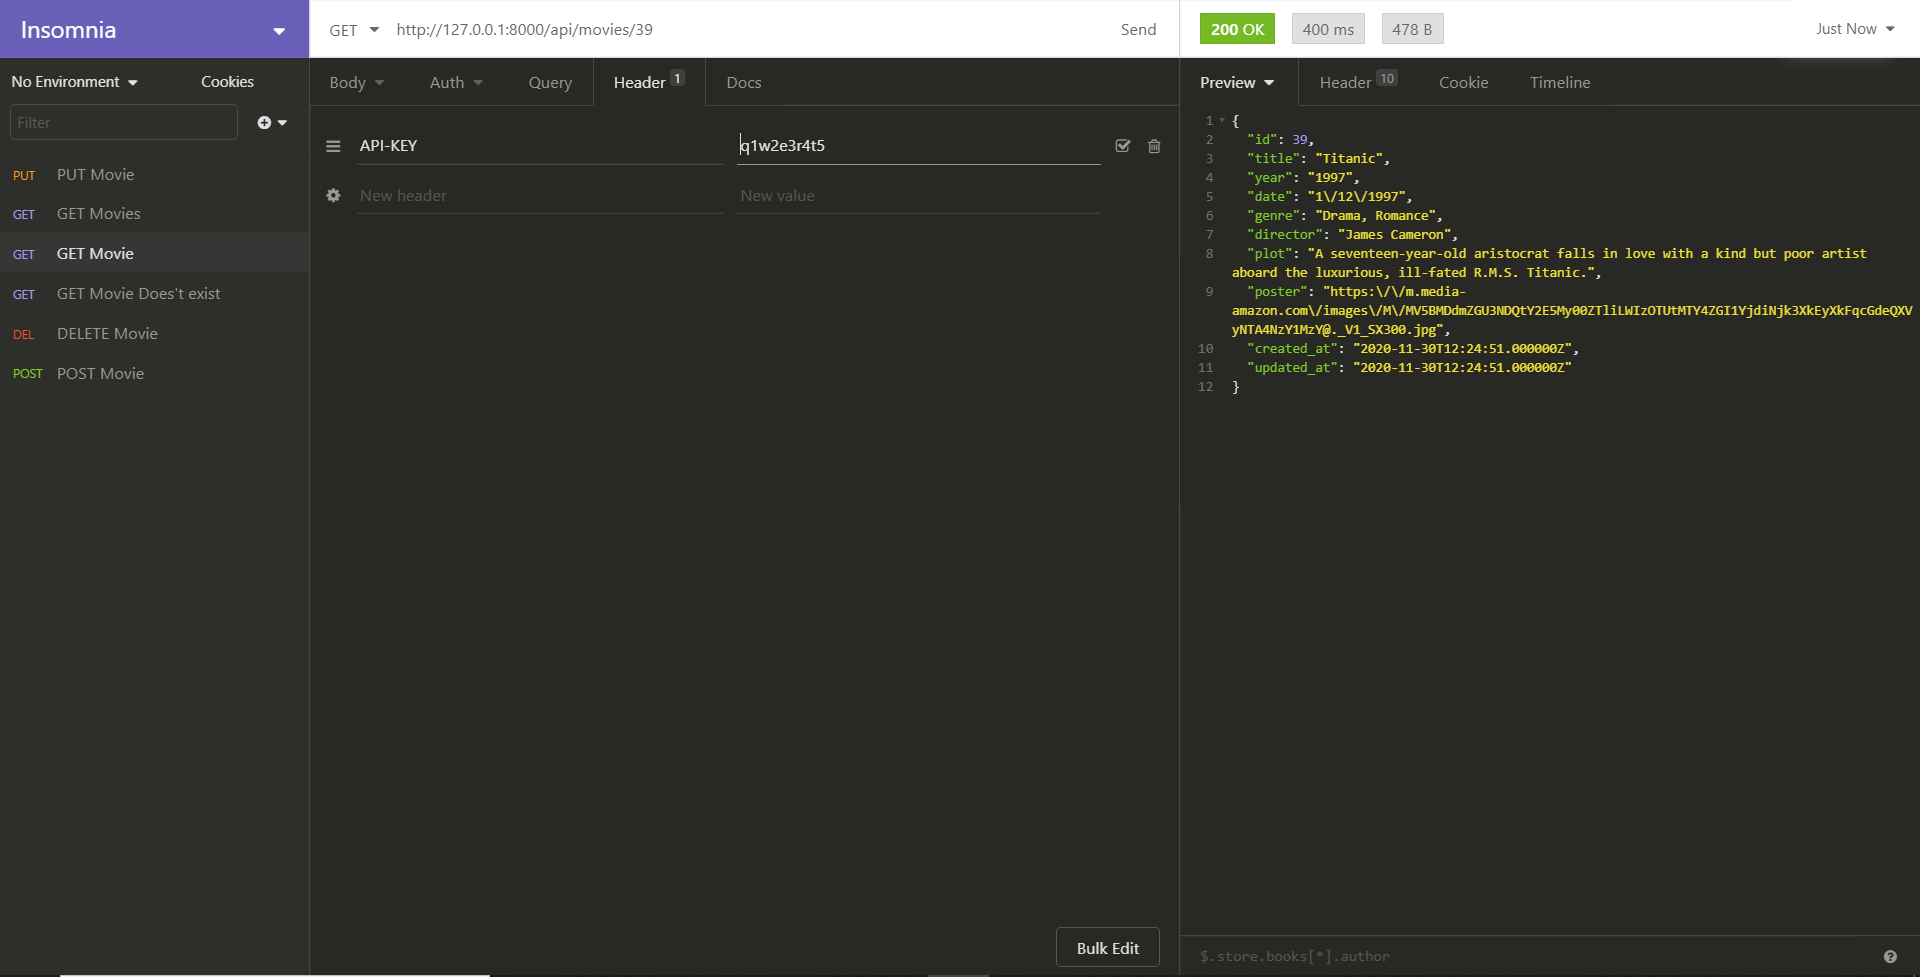 Insomnia
No Environment
Cookies
Filter
PUT PUT Movie
GET GET Movies
GET GET Movie
GET GET Movie Does't exist
DEL DELETE Movie
POST POST Movie
GET http://127.0.0.1:8000/api/movies/39 Send
Body Auth Query Header 1 Docs
API-KEY q1w2e3r4t5
New header New value
Bulk Edit
200 OK 400 ms 478 B Just Now
Preview Header 10 Cookie Timeline
1 {
2 "id": 39,
3 "title": "Titanic",
4 "year": "1997",
5 "date": "1\/12\/1997",
6 "genre": "Drama, Romance",
7 "director": "James Cameron",
8 "plot": "A seventeen-year-old aristocrat falls in love with a kind but poor artist
aboard the luxurious, ill-fated R.M.S. Titanic.",
9 "poster": "https:\/\/m.media-
amazon.com\/images\/M\/MV5BMDdmZGU3NDQtY2E5My00ZTliLWIzOTUtMTY4ZGI1YjdiNjk3XkEyXkFqcGdeQXV
yNTA4NzY1MzY@._V1_SX300.jpg",
10 "created_at": "2020-11-30T12:24:51.000000Z",
11 "updated_at": "2020-11-30T12:24:51.000000Z"
12 }
$.store.books[*].author